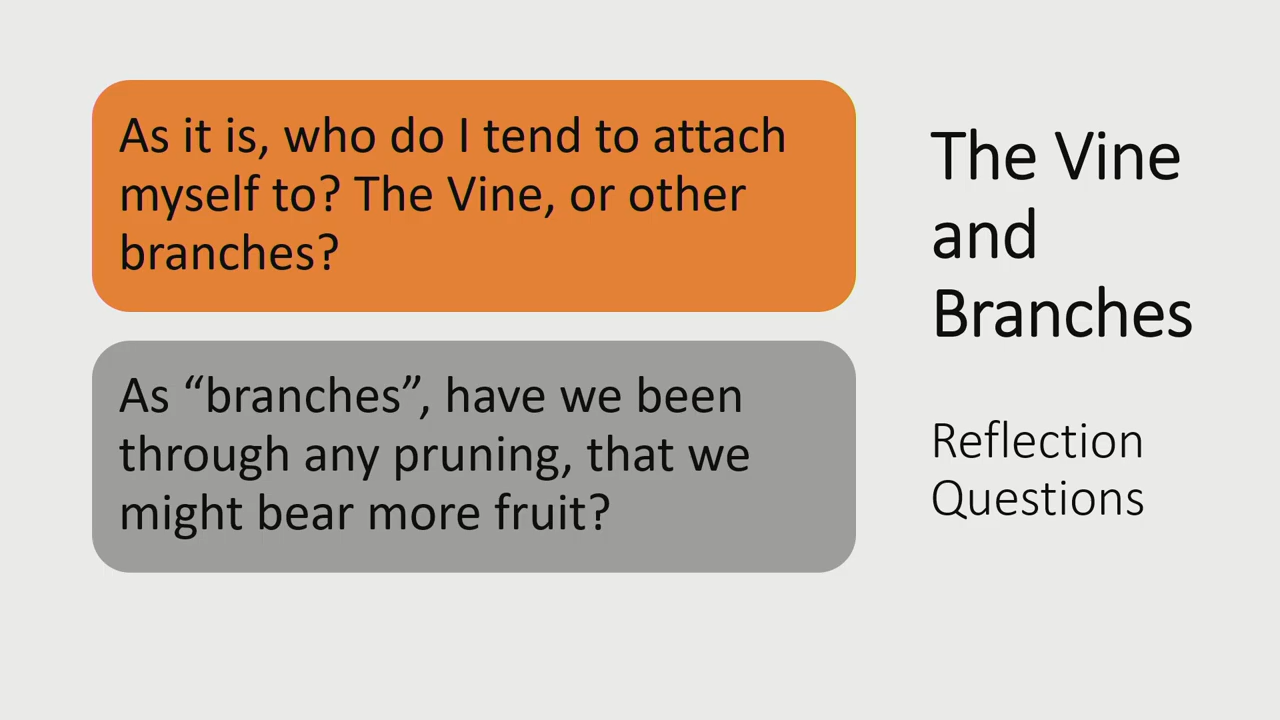 As it is, who do I tend to attach
myself to? The Vine, or other
branches?
As “branches”, have we been
through any pruning, that we
might bear more fruit?
The Vine
and
Branches
Reflection
Questions